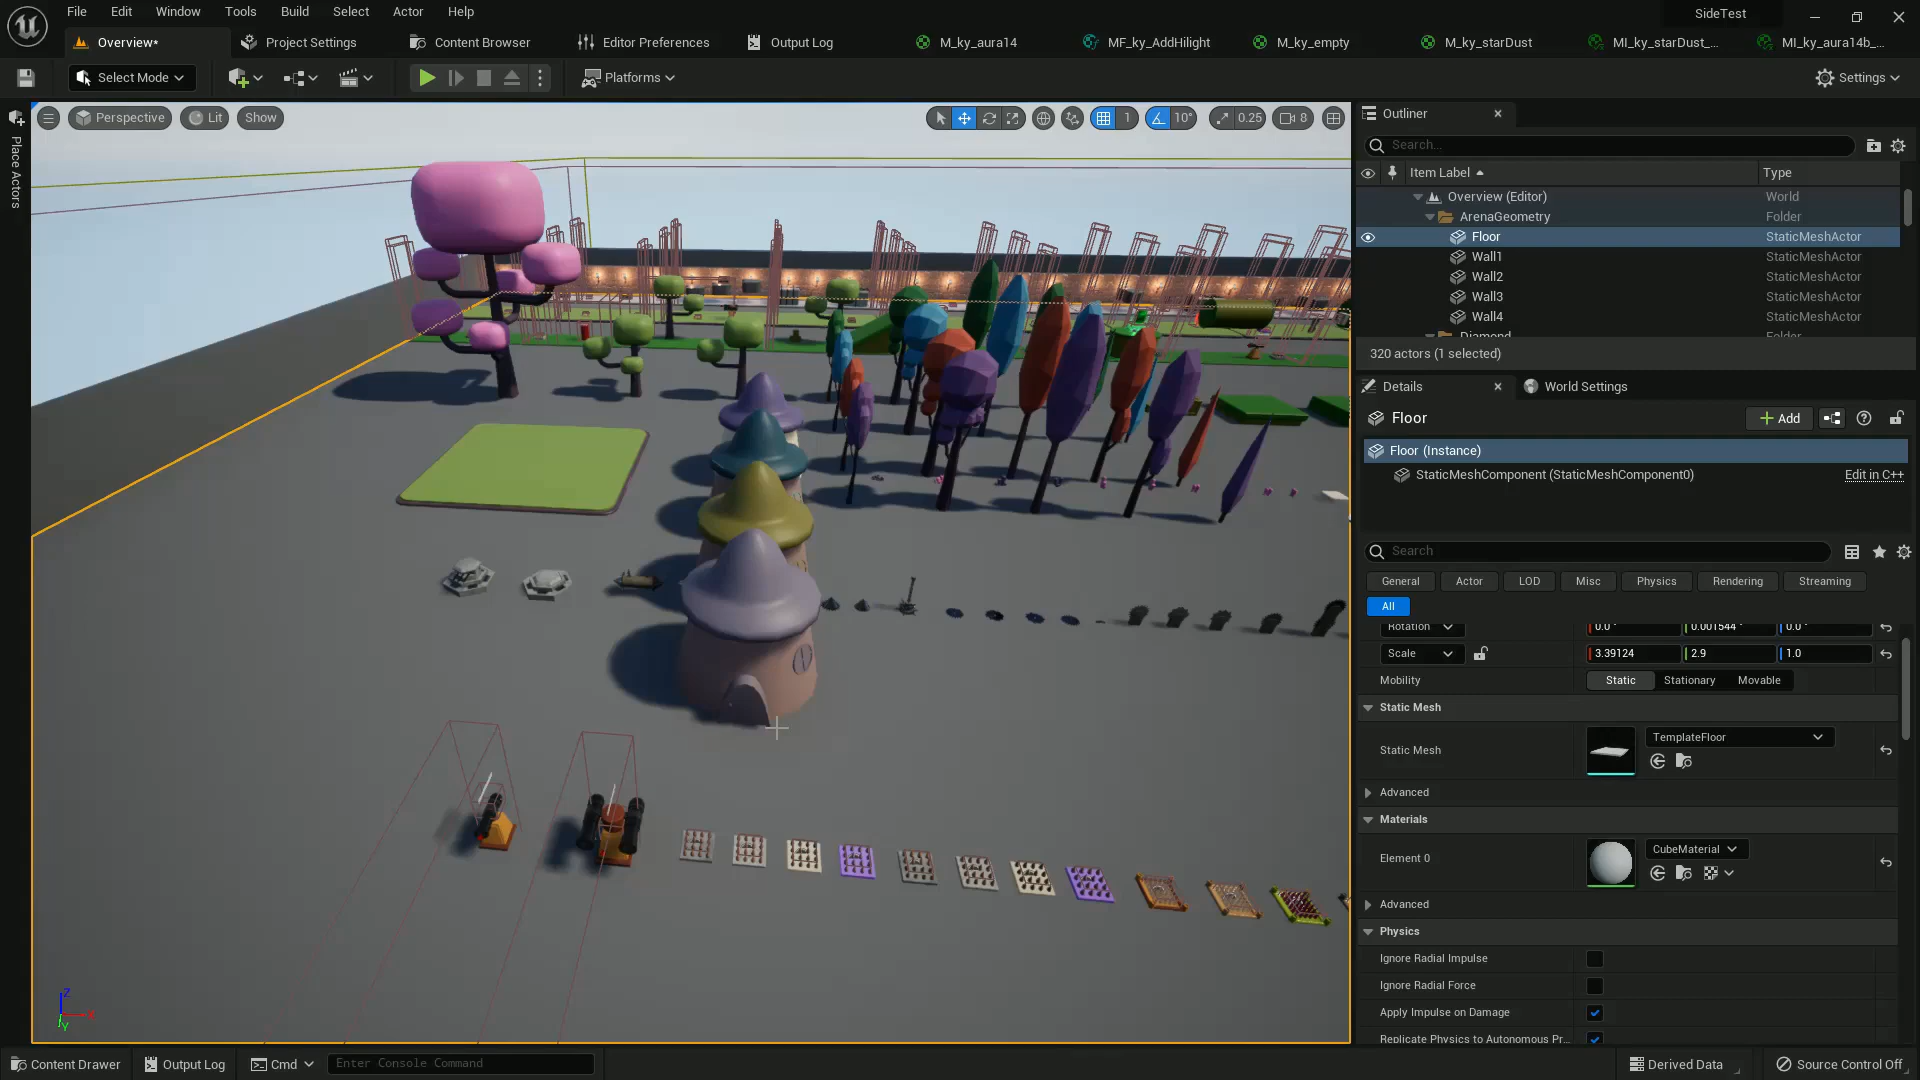 File Edit Window Tools Build Select Actor Help
SideTest
Overview*
Project Settings
Content Browser
Editor Preferences
Output Log
M_ky_aura14
MF_ky_AddHilight
M_ky_empty
M_ky_starDust
MI_ky_starDust_...
MI_ky_aura14b_...
Select Mode
Platforms
Settings
Place Actors
Perspective
Lit
Show
1
10°
0.25
8
Outliner
Search...
Item Label
Type
Overview (Editor)
World
ArenaGeometry
Folder
Floor
StaticMeshActor
Wall1
StaticMeshActor
Wall2
StaticMeshActor
Wall3
StaticMeshActor
Wall4
StaticMeshActor
Diamond
Folder
320 actors (1 selected)
Details
World Settings
Floor
Add
Floor (Instance)
StaticMeshComponent (StaticMeshComponent0)
Edit in C++
Search
General
Actor
LOD
Misc
Physics
Rendering
Streaming
All
Rotation
0.0 °
0.001544 °
0.0 °
Scale
3.39124
2.9
1.0
Mobility
Static
Stationary
Movable
Static Mesh
Static Mesh
TemplateFloor
Advanced
Materials
Element 0
CubeMaterial
Advanced
Physics
Ignore Radial Impulse
Ignore Radial Force
Apply Impulse on Damage
Replicate Physics to Autonomous Pr...
Z
X
Y
Content Drawer
Output Log
Cmd
Enter Console Command
Derived Data
Source Control Off